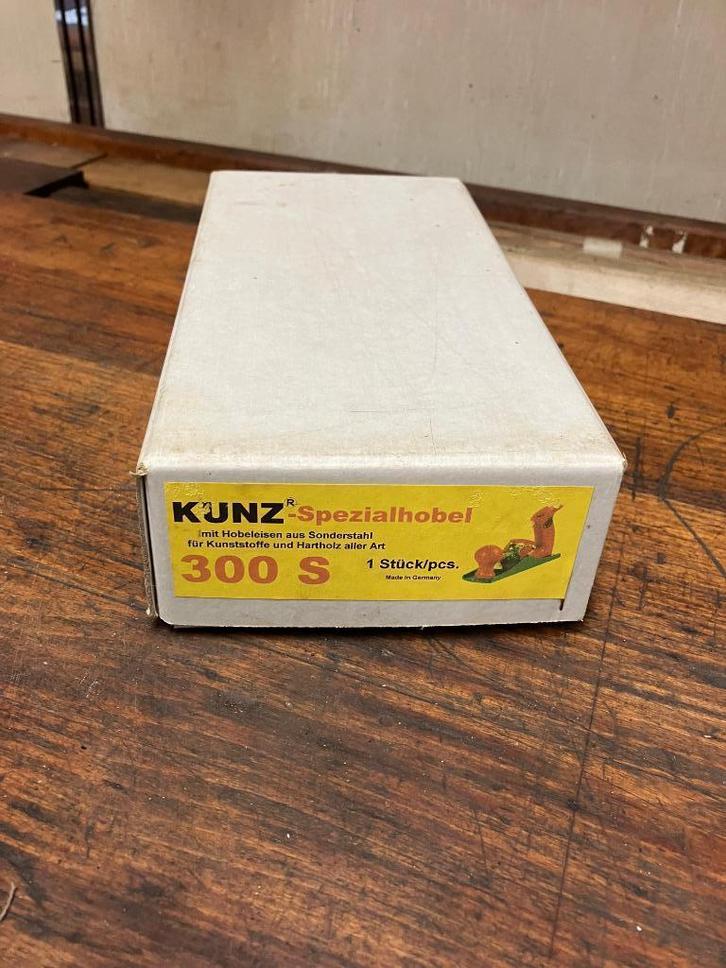 KUNZ®-Spezialhobel
mit Hobeleisen aus Sonderstahl
für Kunststoffe und Hartholz aller Art
300 S 1 Stück/pcs.
Made in Germany